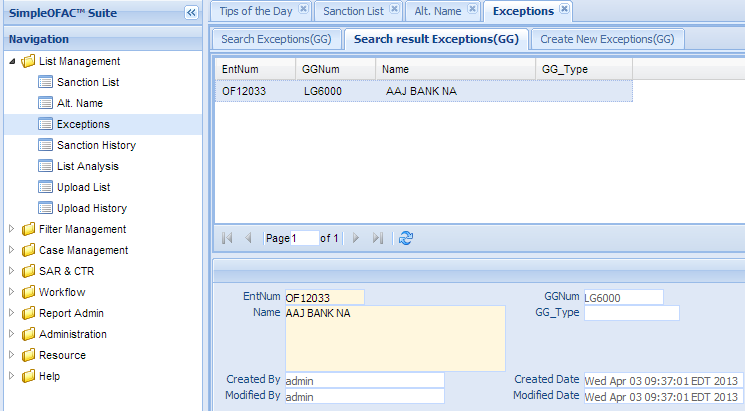 SimpleOFAC™ Suite
Navigation
List Management
Sanction List
Alt. Name
Exceptions
Sanction History
List Analysis
Upload List
Upload History
Filter Management
Case Management
SAR & CTR
Workflow
Report Admin
Administration
Resource
Help
Tips of the Day Sanction List Alt. Name Exceptions
Search Exceptions(GG) Search result Exceptions(GG) Create New Exceptions(GG)
EntNum GGNum Name GG_Type
OF12033 LG6000 AAJ BANK NA
Page 1 of 1
EntNum OF12033 GGNum LG6000
Name AAJ BANK NA GG_Type
Created By admin Created Date Wed Apr 03 09:37:01 EDT 2013
Modified By admin Modified Date Wed Apr 03 09:37:01 EDT 2013